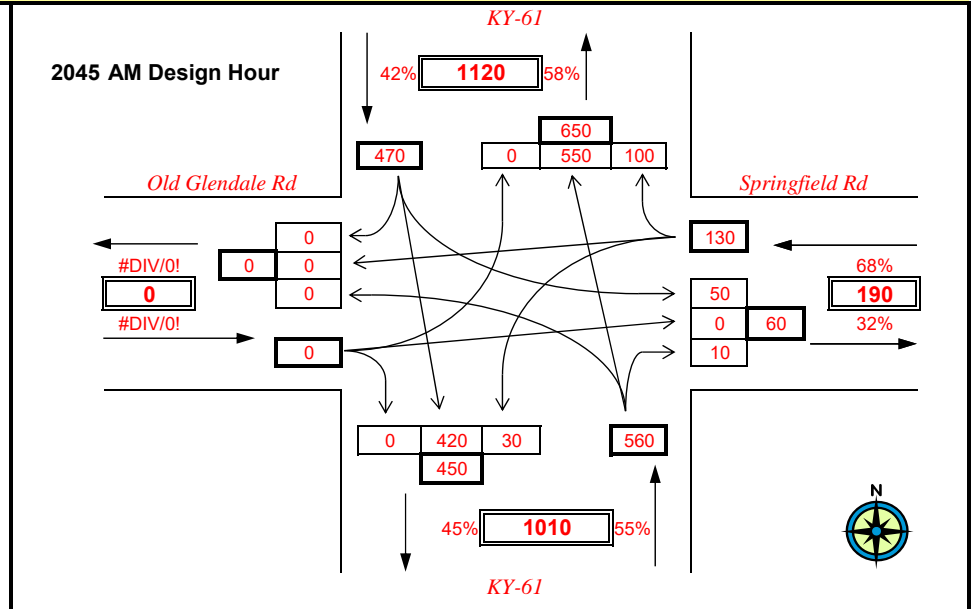 KY-61
2045 AM Design Hour
42% 1120 58%
650
470 0 550 100
Old Glendale Rd Springfield Rd
0 130
#DIV/0! 0 0 68%
0 0 50 190
#DIV/0! 0 60 32%
0 10
0 420 30 560
450
N
45% 1010 55%
KY-61